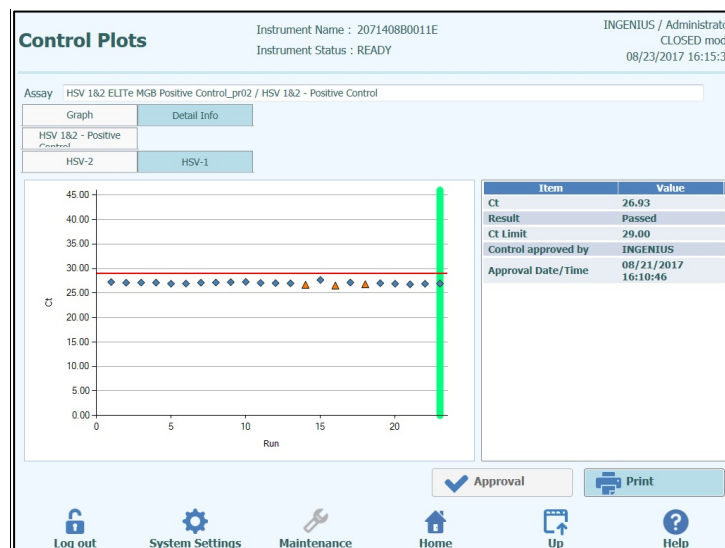 Control Plots
Instrument Name : 2071408B0011E
Instrument Status : READY
INGENIUS / Administrato
CLOSED mod
08/23/2017 16:15:3
Assay HSV 1&2 ELITe MGB Positive Control_pr02 / HSV 1&2 - Positive Control
Graph Detail Info
HSV 1&2 - Positive
Control
HSV-2 HSV-1
45.00
40.00
35.00
30.00
25.00
20.00
15.00
10.00
5.00
0.00
Ct
0 5 10 15 20
Run
Item Value
Ct 26.93
Result Passed
Ct Limit 29.00
Control approved by INGENIUS
Approval Date/Time 08/21/2017
16:10:46
Approval Print
Log out System Settings Maintenance Home Up Help